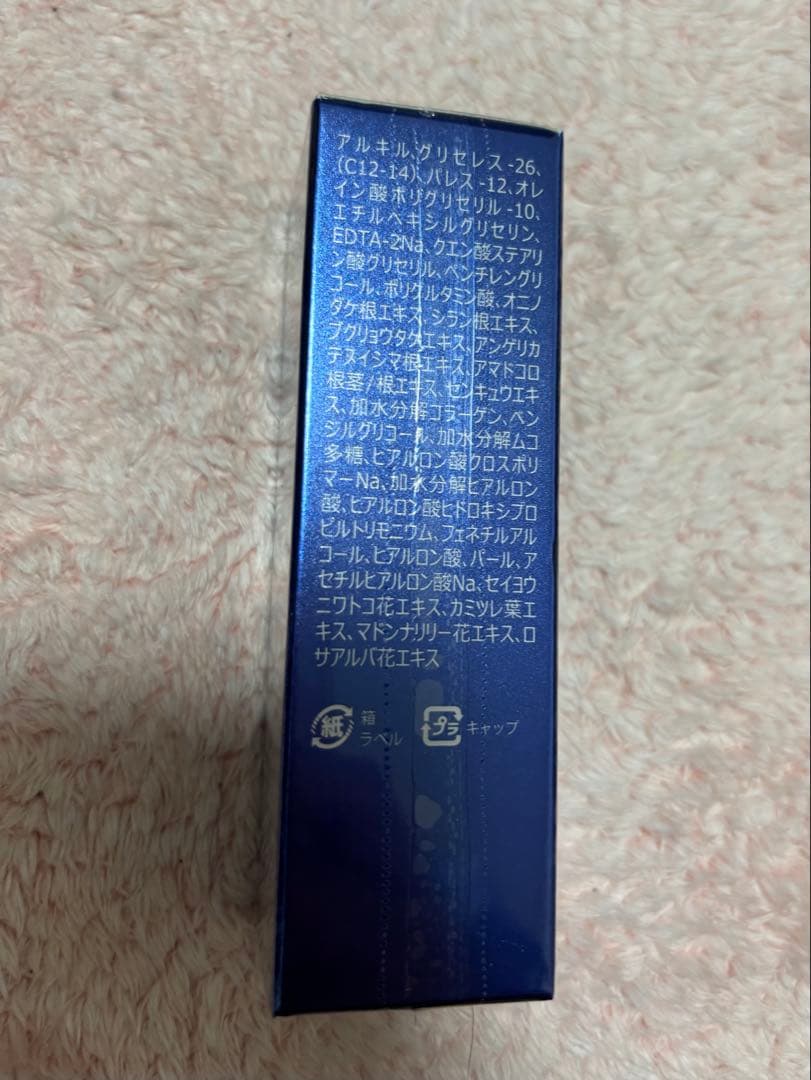 アルキル、グリセレス-26、
(C12-14)、パレス-12、オレ
イン酸ポリグリセリル-10、
エチルヘキシルグリセリン、
EDTA-2Na、クエン酸ステアリ
ン酸グリセリル、ペンチレングリ
コール、ポリグルタミン酸、オニノ
ダケ根エキス、シラン根エキス、
ブクリョウタケエキス、アンゲリカ
テヌイシマ根エキス、アマドコロ
根茎/根エキス、センキュウエキ
ス、加水分解コラーゲン、ベン
ジルグリコール、加水分解ムコ
多糖、ヒアルロン酸クロスポリ
マーNa、加水分解ヒアルロン
酸、ヒアルロン酸ヒドロキシプロ
ピルトリモニウム、フェネチルアル
コール、ヒアルロン酸、パール、ア
セチルヒアルロン酸Na、セイヨウ
ニワトコ花エキス、カミツレ葉エ
キス、マドンナリリー花エキス、ロ
サアルバ花エキス
紙 箱
ラベル
プラ キャップ